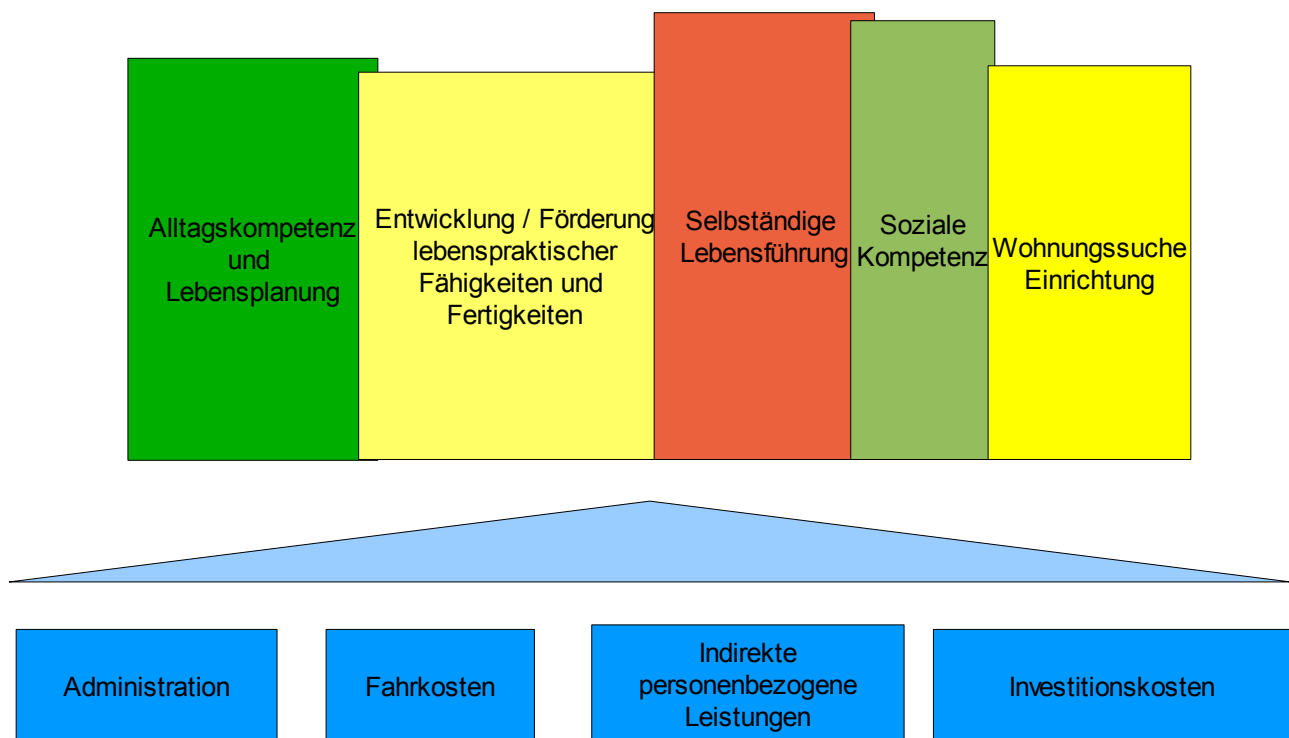 Alltagskompetenz
und
Lebensplanung
Entwicklung / Förderung
lebenspraktischer
Fähigkeiten und
Fertigkeiten
Selbständige
Lebensführung
Soziale
Kompetenz
Wohnungssuche
Einrichtung
Administration
Fahrkosten
Indirekte
personenbezogene
Leistungen
Investitionskosten